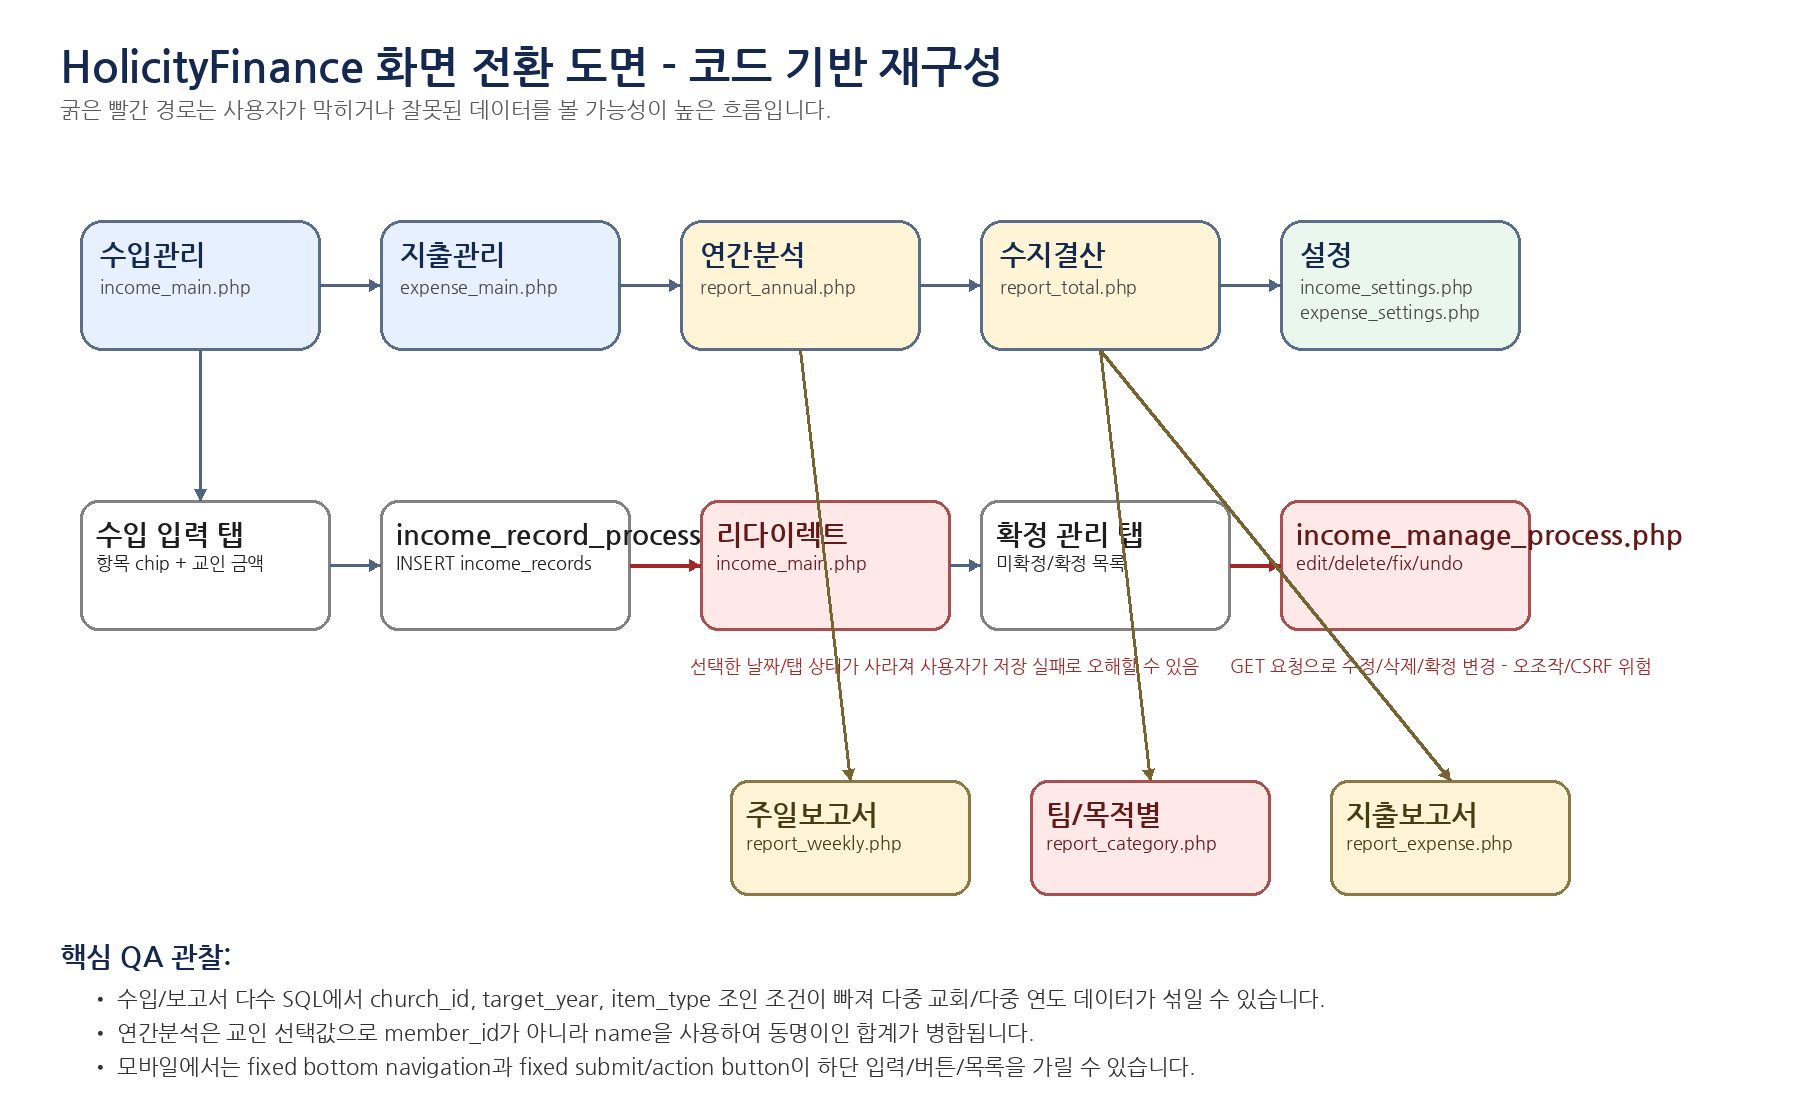 HolicityFinance 화면 전환 도면 - 코드 기반 재구성
굵은 빨간 경로는 사용자가 막히거나 잘못된 데이터를 볼 가능성이 높은 흐름입니다.
수입관리
income_main.php
지출관리
expense_main.php
연간분석
report_annual.php
수지결산
report_total.php
설정
income_settings.php
expense_settings.php
수입 입력 탭
항목 chip + 교인 금액
income_record_process
INSERT income_records
리다이렉트
income_main.php
확정 관리 탭
미확정/확정 목록
income_manage_process.php
edit/delete/fix/undo
선택한 날짜/탭 상태가 사라져 사용자가 저장 실패로 오해할 수 있음
GET 요청으로 수정/삭제/확정 변경 - 오조작/CSRF 위험
주일보고서
report_weekly.php
팀/목적별
report_category.php
지출보고서
report_expense.php
핵심 QA 관찰:
• 수입/보고서 다수 SQL에서 church_id, target_year, item_type 조인 조건이 빠져 다중 교회/다중 연도 데이터가 섞일 수 있습니다.
• 연간분석은 교인 선택값으로 member_id가 아니라 name을 사용하여 동명이인 합계가 병합됩니다.
• 모바일에서는 fixed bottom navigation과 fixed submit/action button이 하단 입력/버튼/목록을 가릴 수 있습니다.